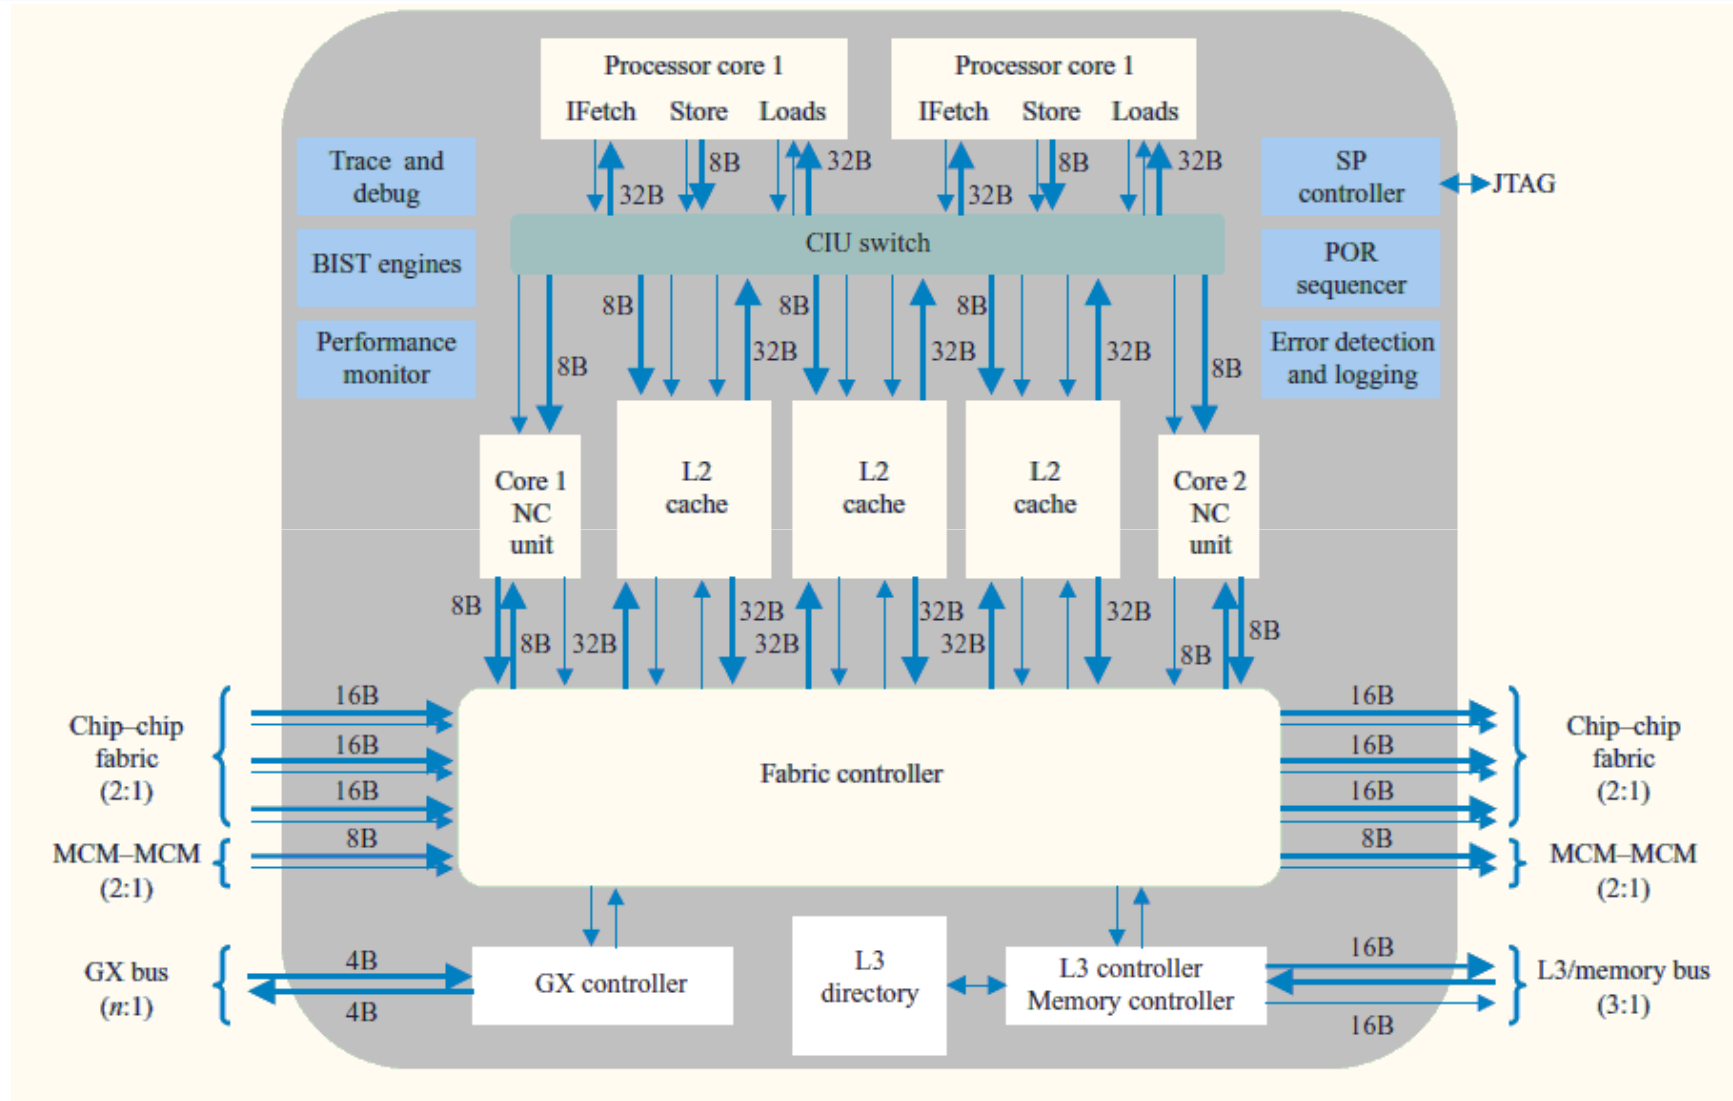 Processor core 1
IFetch Store Loads
Processor core 1
IFetch Store Loads
8B
32B
32B
8B
32B
32B
Trace and
debug
BIST engines
Performance
monitor
SP
controller
JTAG
POR
sequencer
Error detection
and logging
CIU switch
8B
8B
32B
8B
32B
8B
32B
8B
Core 1
NC
unit
L2
cache
L2
cache
L2
cache
Core 2
NC
unit
8B
8B
32B
32B
32B
32B
32B
32B
8B
8B
Chip–chip
fabric
(2:1)
16B
16B
16B
MCM–MCM
(2:1)
8B
Fabric controller
16B
16B
16B
Chip–chip
fabric
(2:1)
8B
MCM–MCM
(2:1)
GX bus
(n:1)
4B
4B
GX controller
L3
directory
L3 controller
Memory controller
16B
16B
L3/memory bus
(3:1)